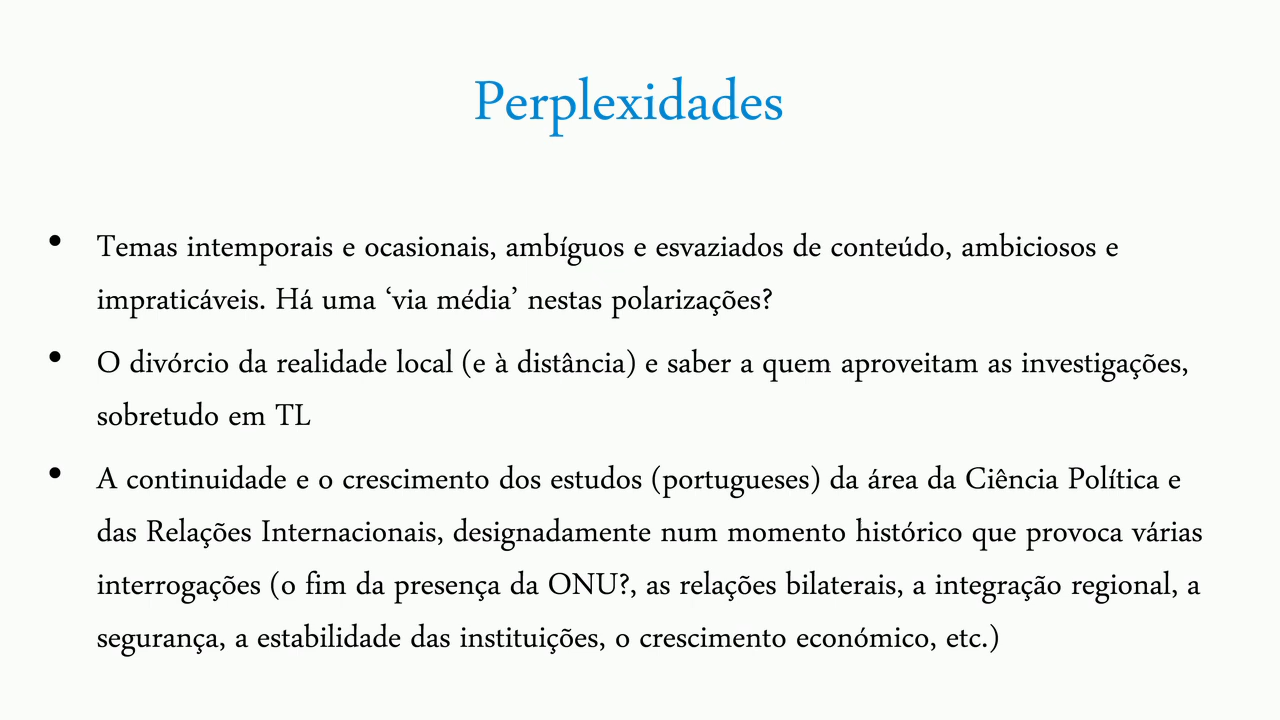 Perplexidades
• Temas intemporais e ocasionais, ambíguos e esvaziados de conteúdo, ambiciosos e
impraticáveis. Há uma ‘via média’ nestas polarizações?
• O divórcio da realidade local (e à distância) e saber a quem aproveitam as investigações,
sobretudo em TL
• A continuidade e o crescimento dos estudos (portugueses) da área da Ciência Política e
das Relações Internacionais, designadamente num momento histórico que provoca várias
interrogações (o fim da presença da ONU?, as relações bilaterais, a integração regional, a
segurança, a estabilidade das instituições, o crescimento económico, etc.)